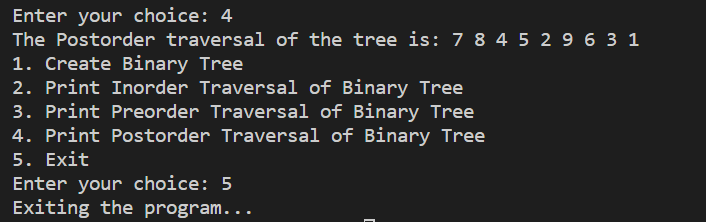 Enter your choice: 4
The Postorder traversal of the tree is: 7 8 4 5 2 9 6 3 1
1. Create Binary Tree
2. Print Inorder Traversal of Binary Tree
3. Print Preorder Traversal of Binary Tree
4. Print Postorder Traversal of Binary Tree
5. Exit
Enter your choice: 5
Exiting the program...